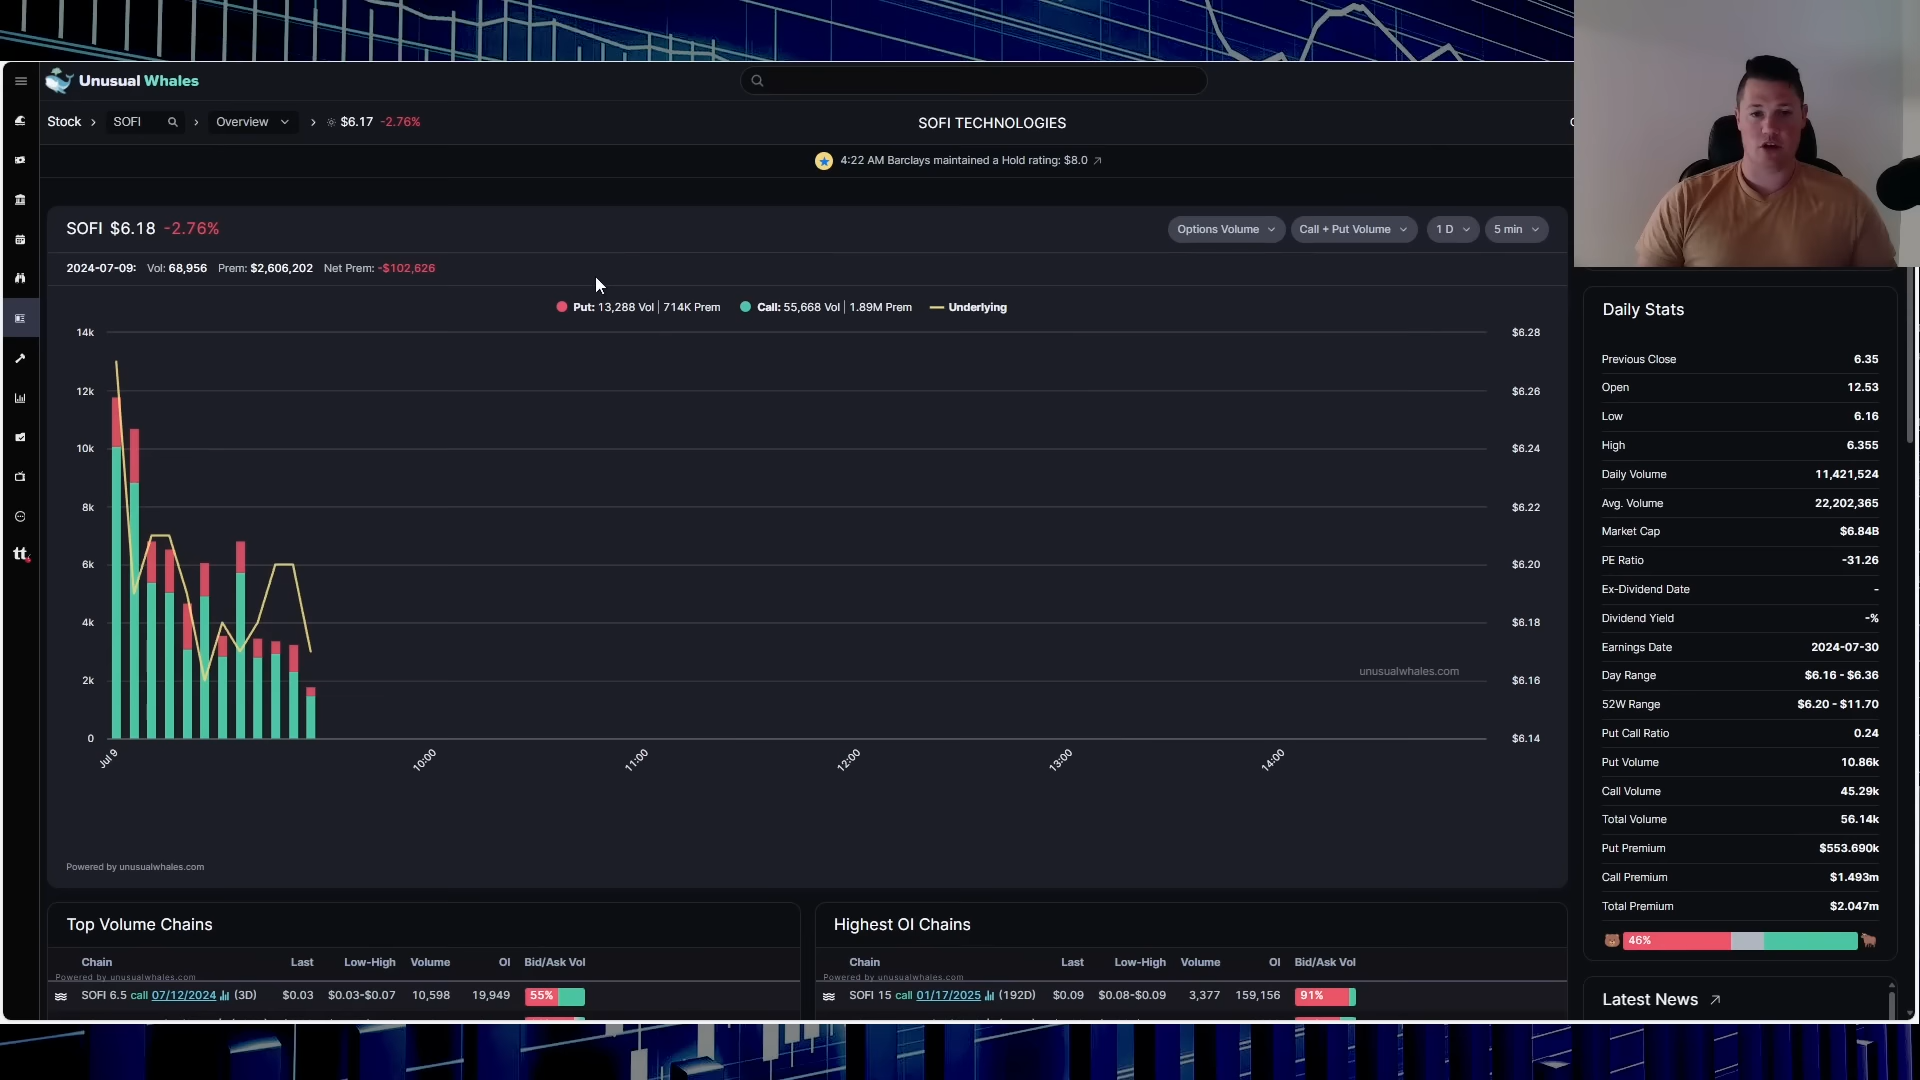 Unusual Whales
Stock > SOFI > Overview > $6.17 -2.76%
SOFI TECHNOLOGIES
4:22 AM Barclays maintained a Hold rating: $8.0
SOFI $6.18 -2.76%
Options Volume
Call + Put Volume
1 D
5 min
2024-07-09: Vol: 68,956 Prem: $2,606,202 Net Prem: -$102,626
Put: 13,288 Vol | 714K Prem
Call: 55,668 Vol | 1.89M Prem
Underlying
14k
12k
10k
8k
6k
4k
2k
0
$6.28
$6.26
$6.24
$6.22
$6.20
$6.18
$6.16
$6.14
unusualwhales.com
Jul 9
10:00
11:00
12:00
13:00
14:00
Powered by unusualwhales.com
tt
Daily Stats
Previous Close 6.35
Open 12.53
Low 6.16
High 6.355
Daily Volume 11,421,524
Avg. Volume 22,202,365
Market Cap $6.84B
PE Ratio -31.26
Ex-Dividend Date -
Dividend Yield -%
Earnings Date 2024-07-30
Day Range $6.16 - $6.36
52W Range $6.20 - $11.70
Put Call Ratio 0.24
Put Volume 10.86k
Call Volume 45.29k
Total Volume 56.14k
Put Premium $553.690k
Call Premium $1.493m
Total Premium $2.047m
46%
Latest News
Top Volume Chains
Chain Last Low-High Volume OI Bid/Ask Vol
Powered by unusualwhales.com
SOFI 6.5 call 07/12/2024 (3D) $0.03 $0.03-$0.07 10,598 19,949 55%
Highest OI Chains
Chain Last Low-High Volume OI Bid/Ask Vol
Powered by unusualwhales.com
SOFI 15 call 01/17/2025 (192D) $0.09 $0.08-$0.09 3,377 159,156 91%